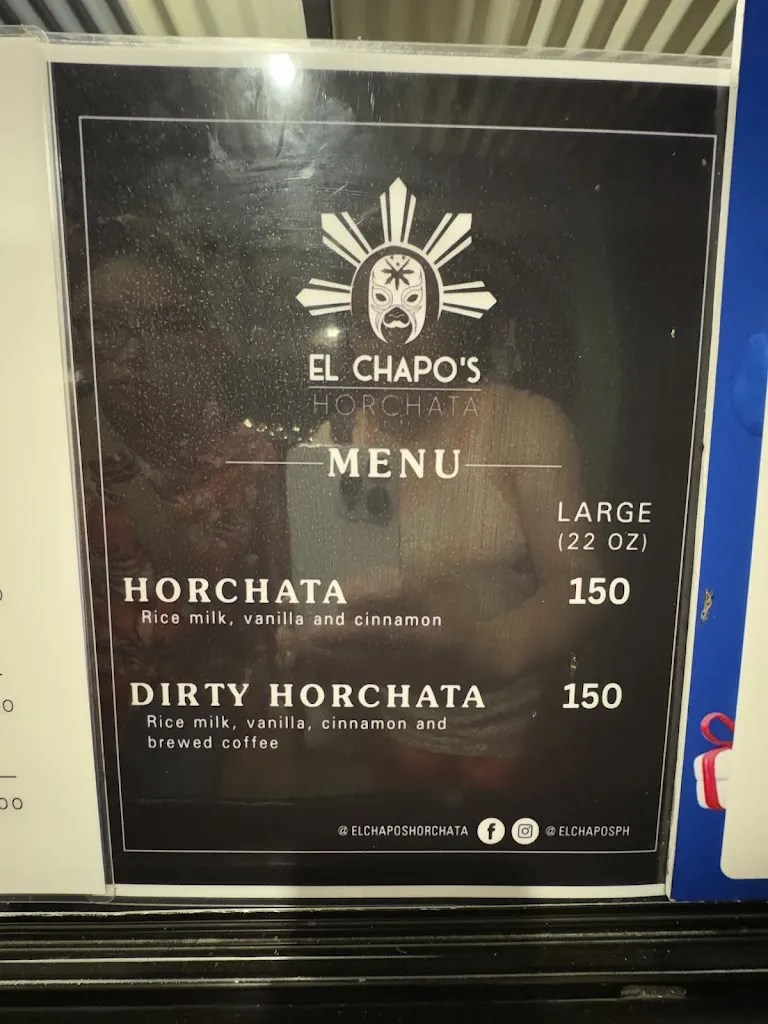 EL CHAPO'S
HORCHATA
MENU
LARGE
(22 OZ)
HORCHATA 150
Rice milk, vanilla and cinnamon
DIRTY HORCHATA 150
Rice milk, vanilla, cinnamon and
brewed coffee
@ELCHAPOSHORCHATA @ELCHAPOSPH